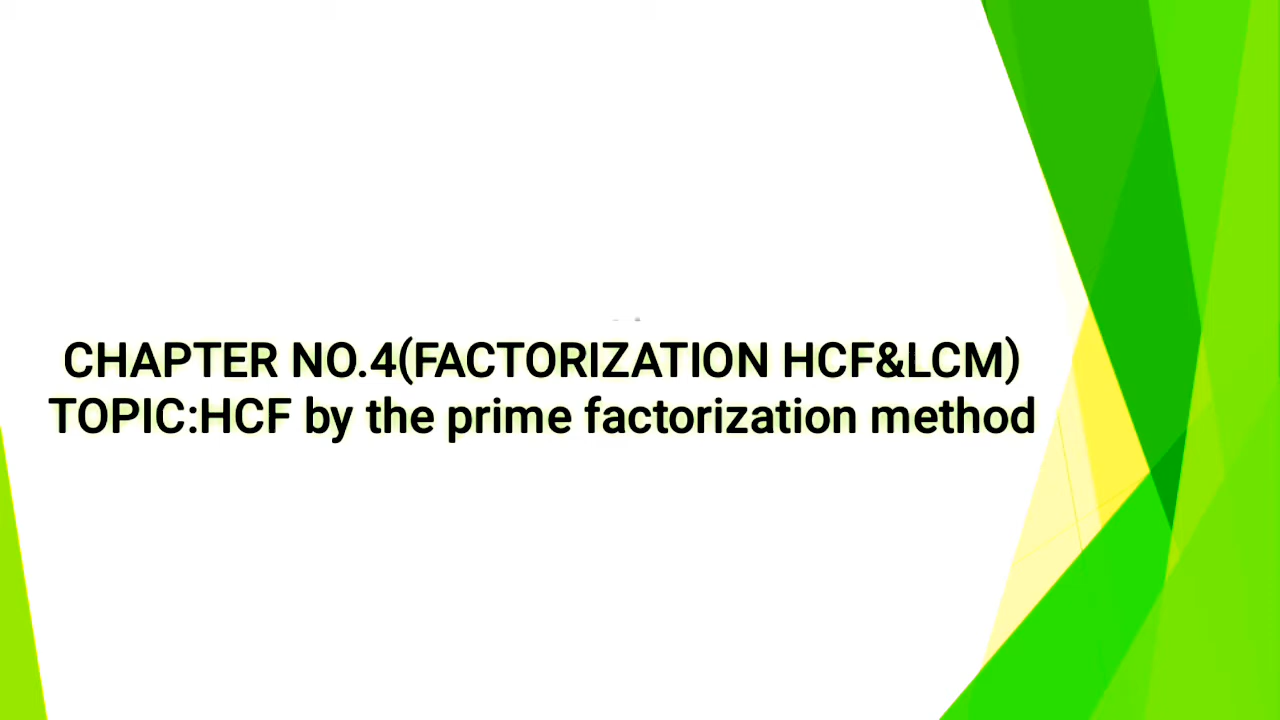 CHAPTER NO.4(FACTORIZATION HCF&LCM)
TOPIC:HCF by the prime factorization method